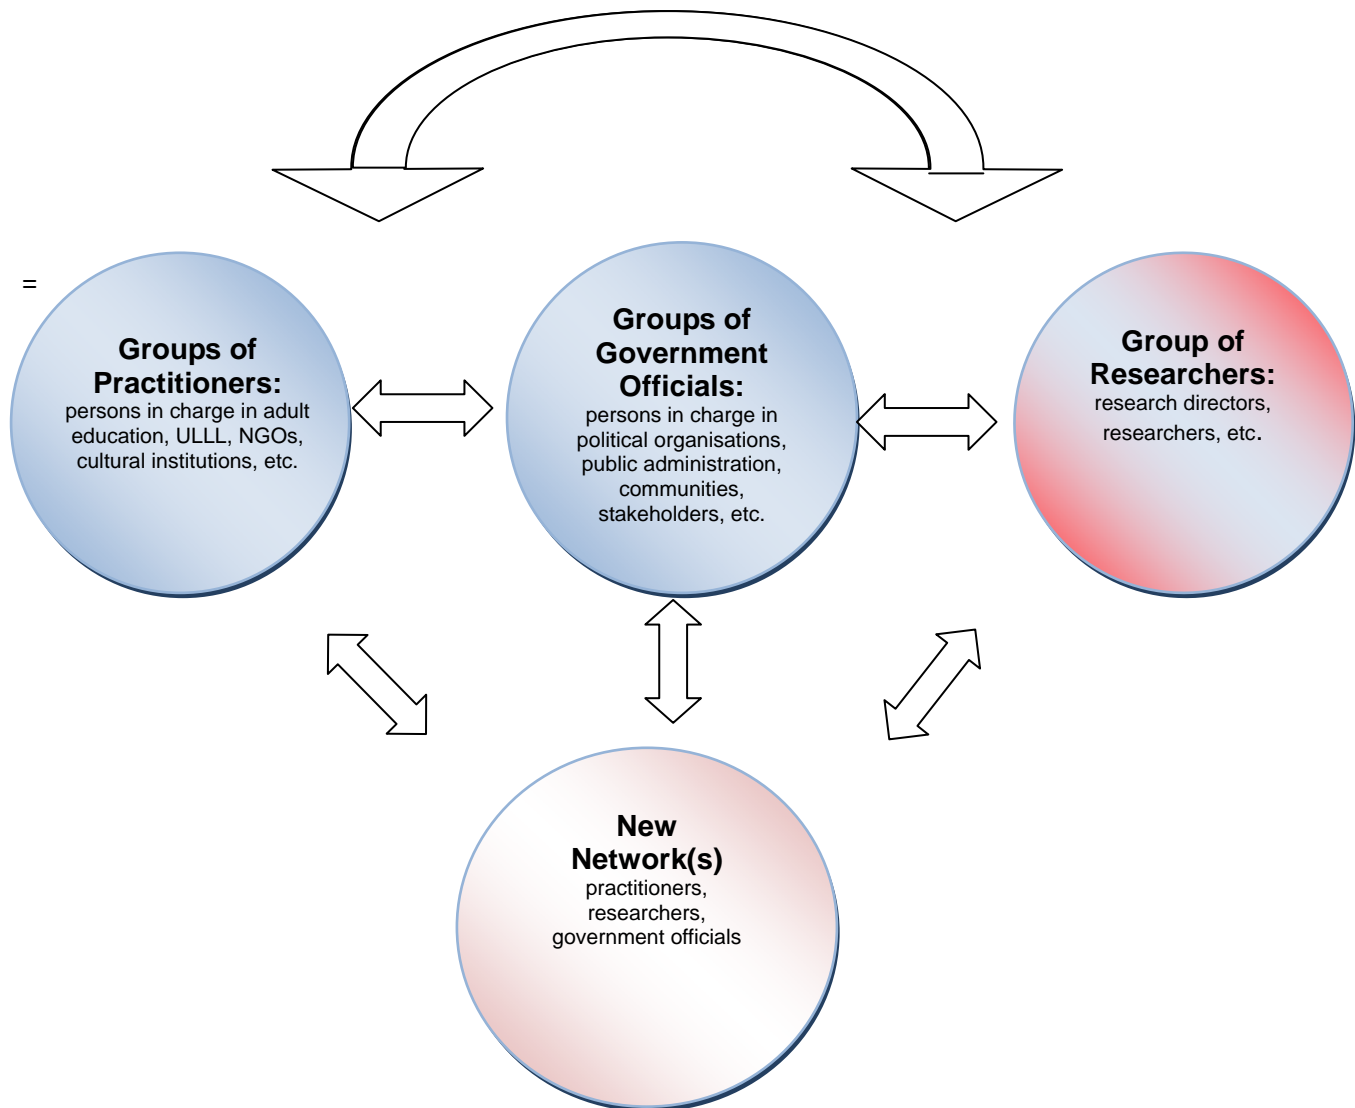 =
Groups of
Practitioners:
persons in charge in adult
education, ULLL, NGOs,
cultural institutions, etc.
Groups of
Government
Officials:
persons in charge in
political organisations,
public administration,
communities,
stakeholders, etc.
Group of
Researchers:
research directors,
researchers, etc.
New
Network(s)
practitioners,
researchers,
government officials